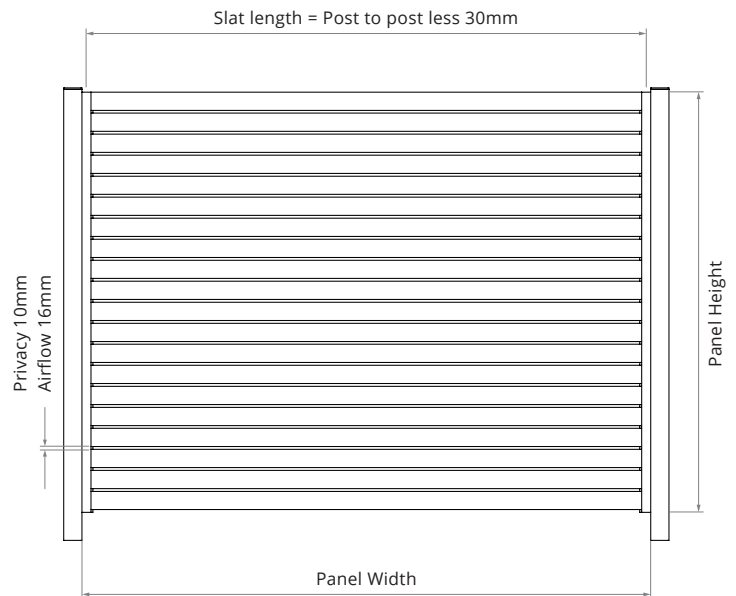 Slat length = Post to post less 30mm
Privacy 10mm
Airflow 16mm
Panel Height
Panel Width